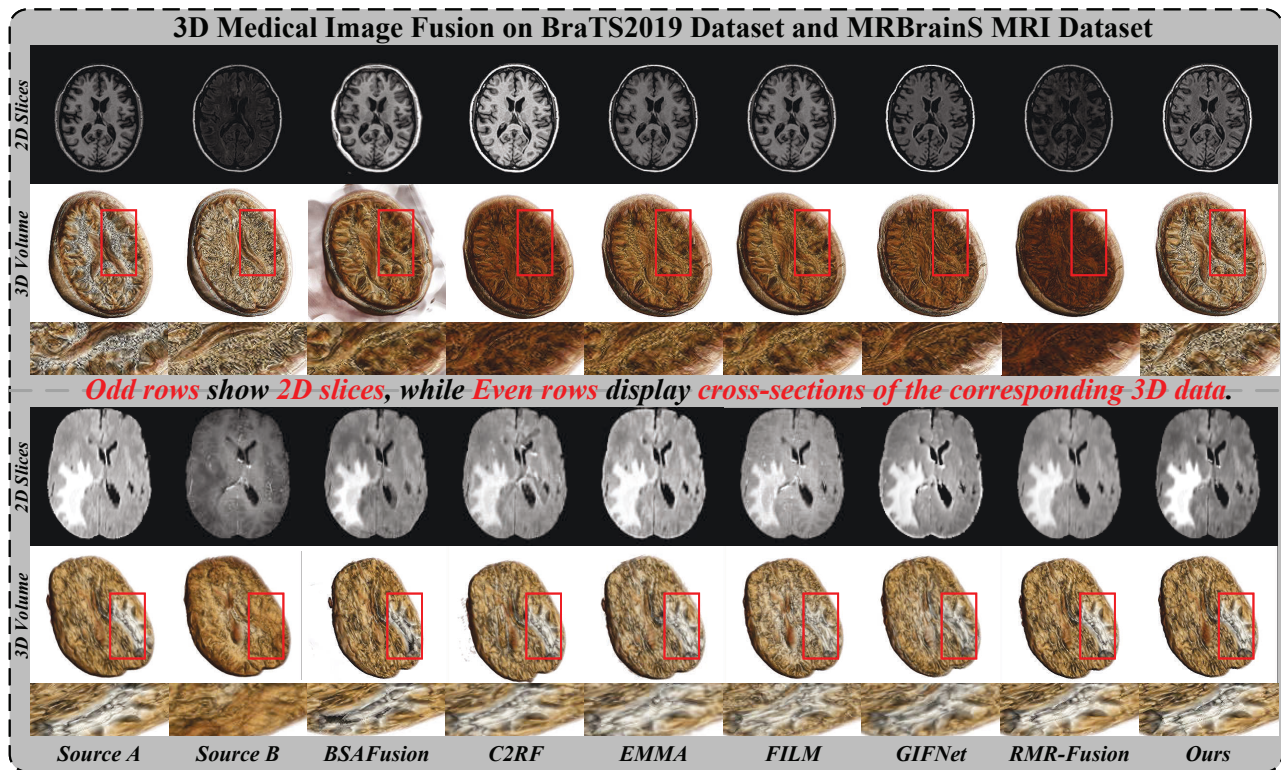 3D Medical Image Fusion on BraTS2019 Dataset and MRBrainS MRI Dataset
2D Slices
3D Volume
Odd rows show 2D slices, while Even rows display cross-sections of the corresponding 3D data.
2D Slices
3D Volume
Source A Source B BSAFusion C2RF EMMA FILM GIFNet RMR-Fusion Ours